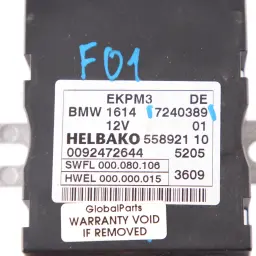 F01
EKPM3 DE
BMW 1614 7240389
12V 01
HELBAKO 558921 10
0092472644 5205
SWFL 000.080.106
HWEL 000.000.015 3609
GlobalParts
WARRANTY VOID
IF REMOVED